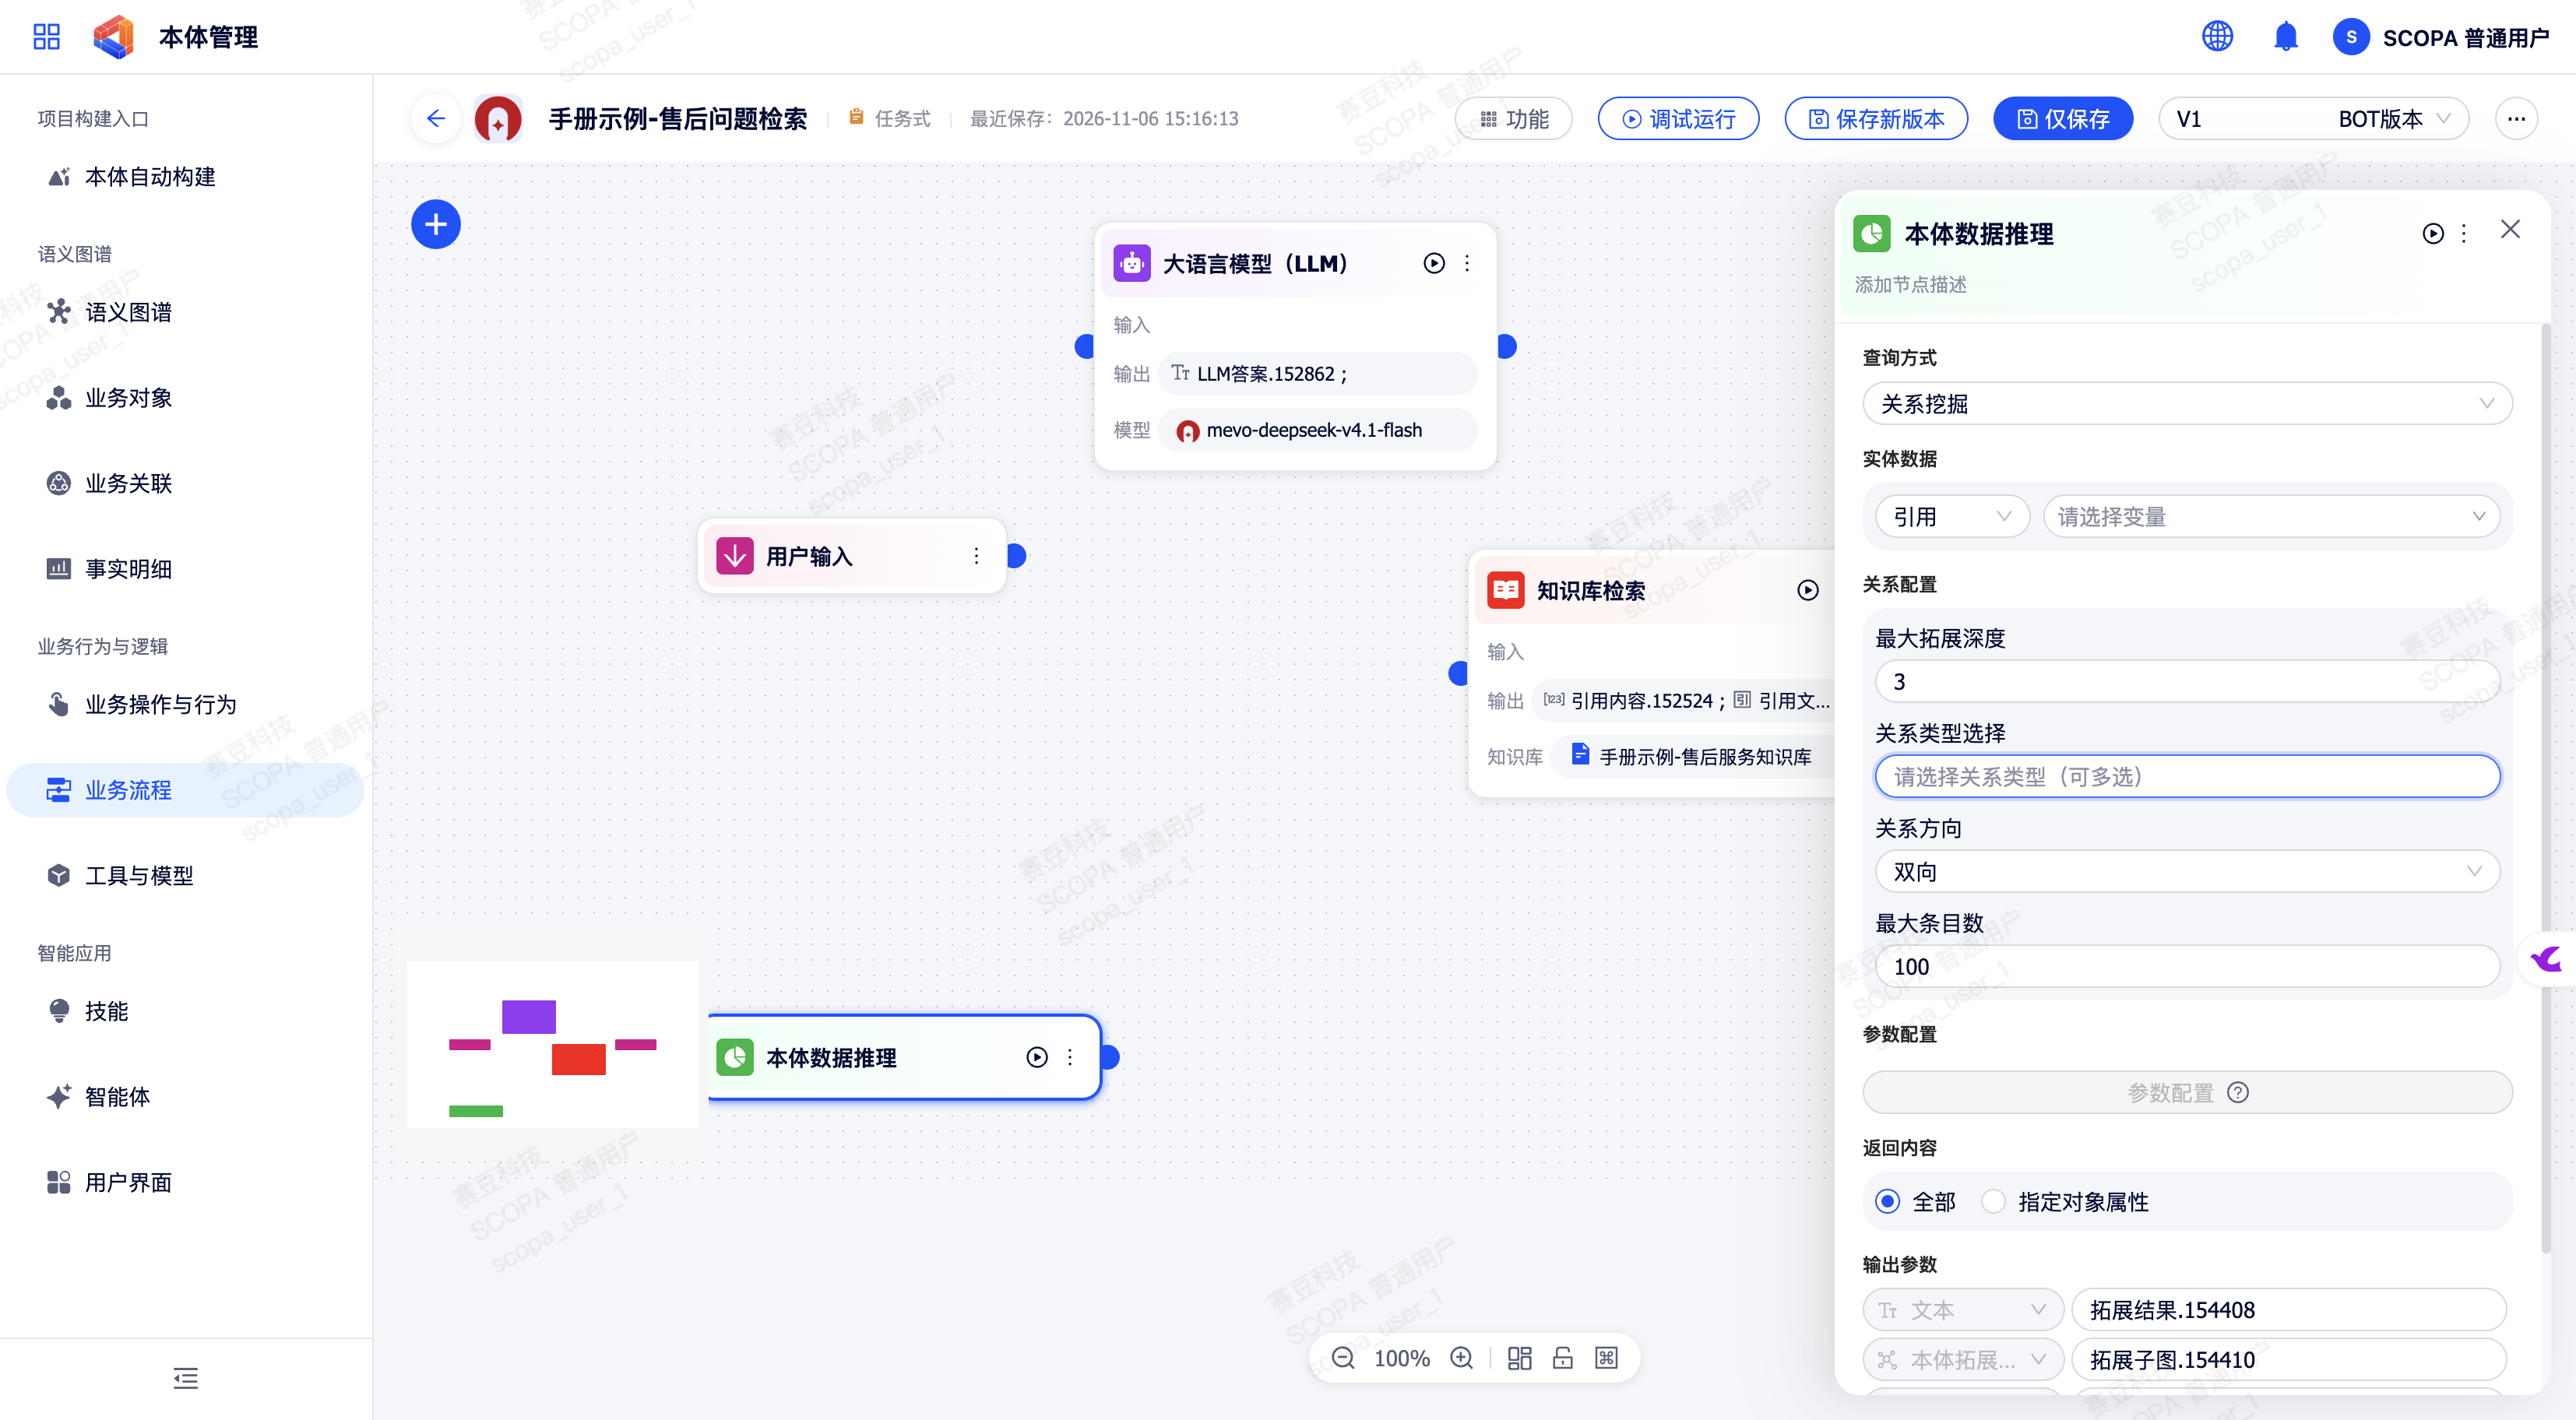 本体管理
S SCOPA 普通用户
项目构建入口
本体自动构建
语义图谱
语义图谱
业务对象
业务关联
事实明细
业务行为与逻辑
业务操作与行为
业务流程
工具与模型
智能应用
技能
智能体
用户界面
手册示例-售后问题检索 任务式 最近保存：2026-11-06 15:16:13
功能 调试运行 保存新版本 仅保存 V1 BOT版本
大语言模型（LLM）
输入
输出 Tт LLM答案.152862；
模型 mevo-deepseek-v4.1-flash
用户输入
知识库检索
输入
输出 [123] 引用内容.152524；引 引用文...
知识库 手册示例-售后服务知识库
本体数据推理
100%
本体数据推理
添加节点描述
查询方式
关系挖掘
实体数据
引用 请选择变量
关系配置
最大拓展深度
3
关系类型选择
请选择关系类型（可多选）
关系方向
双向
最大条目数
100
参数配置
参数配置
返回内容
全部 指定对象属性
输出参数
Tт 文本 拓展结果.154408
本体拓展... 拓展子图.154410
赛豆科技
SCOPA 普通用户
scopa_user_1